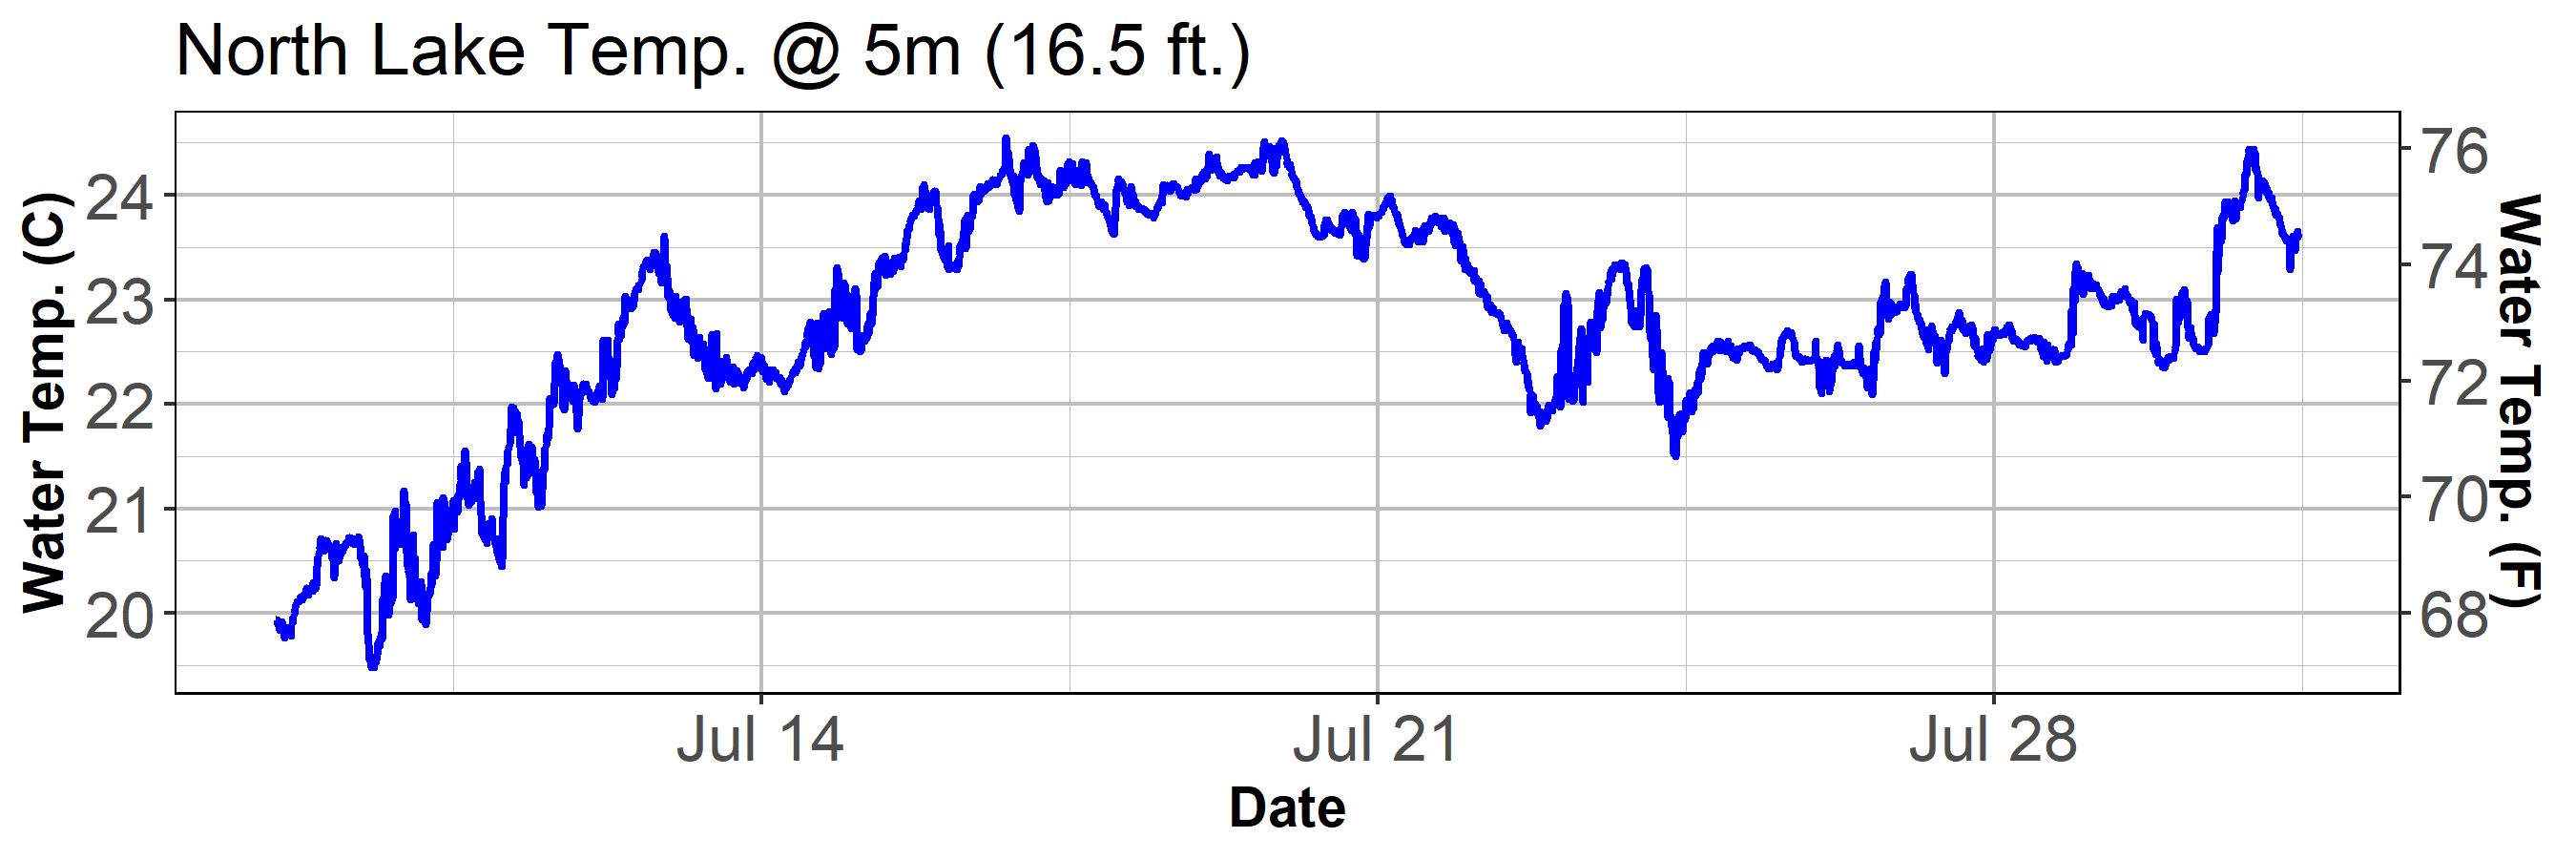 North Lake Temp. @ 5m (16.5 ft.)
Water Temp. (C)
24
23
22
21
20
76
74
72
70
68
Water Temp. (F)
Jul 14 Jul 21 Jul 28
Date